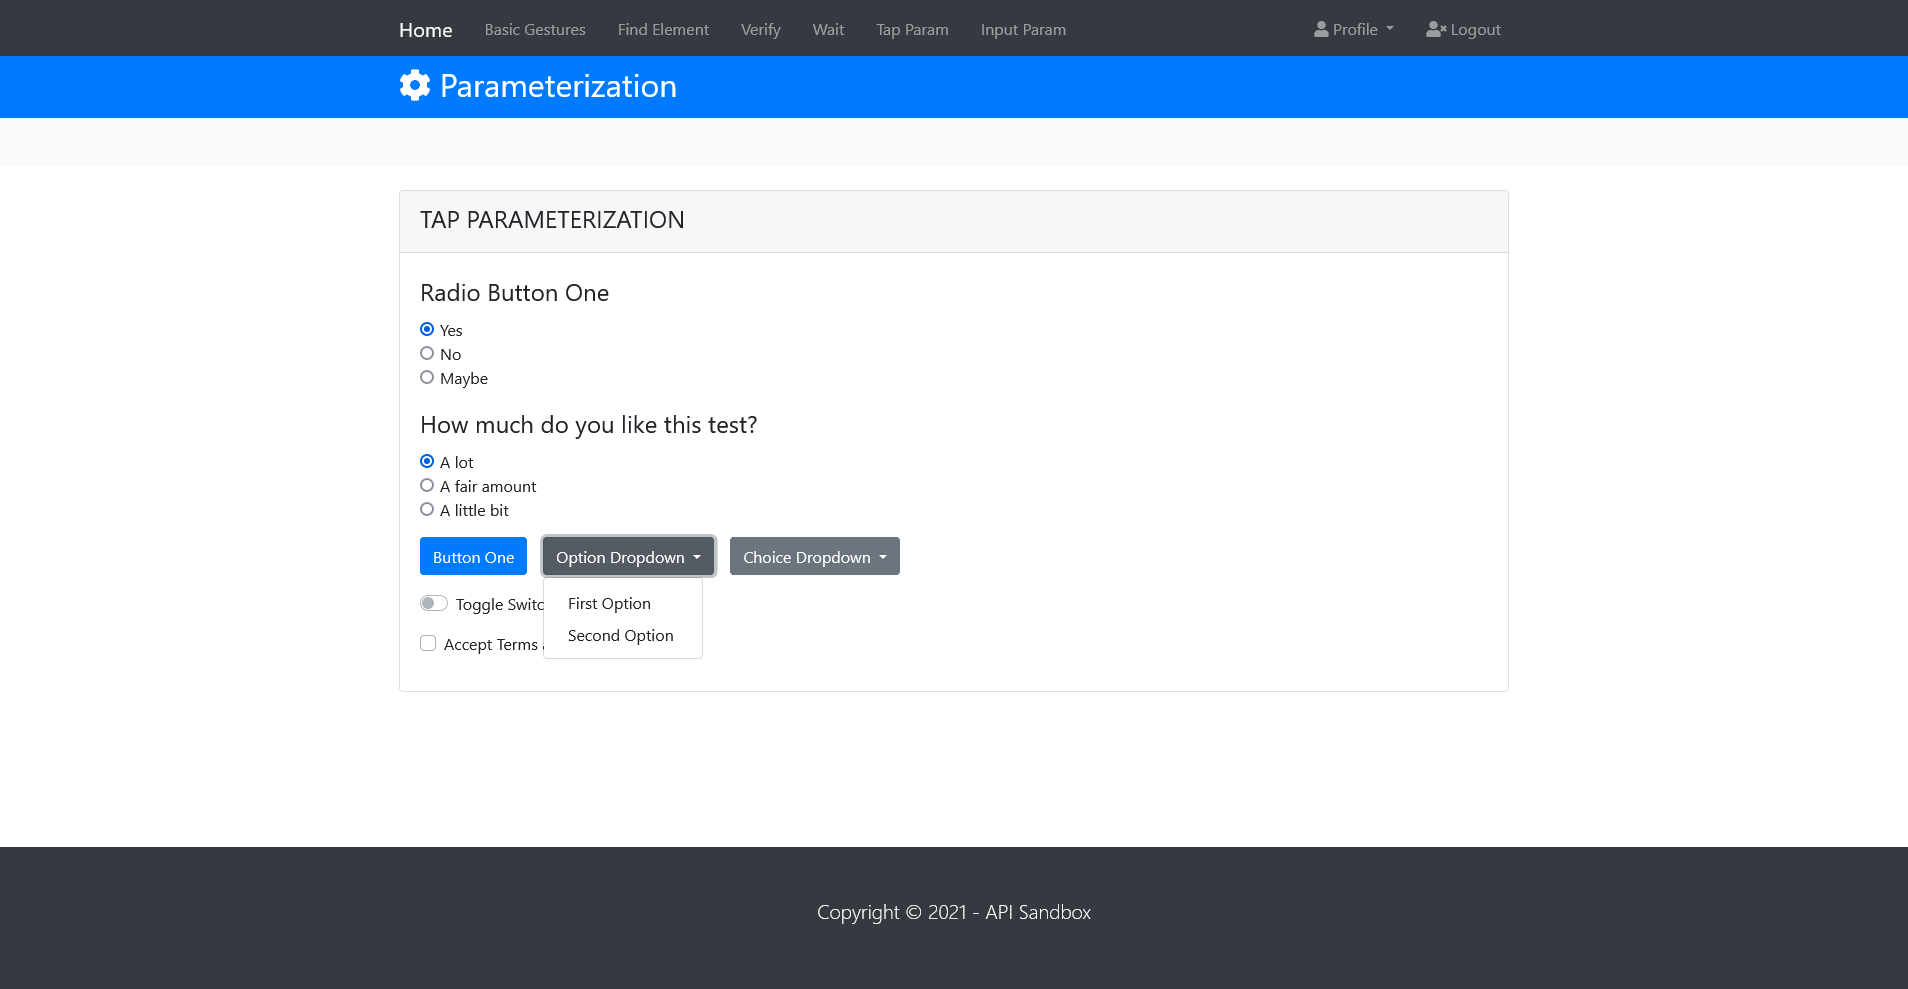 Home Basic Gestures Find Element Verify Wait Tap Param Input Param Profile Logout
Parameterization
TAP PARAMETERIZATION
Radio Button One
Yes
No
Maybe
How much do you like this test?
A lot
A fair amount
A little bit
Button One Option Dropdown Choice Dropdown
First Option
Toggle Switc
Second Option
Accept Terms
Copyright © 2021 - API Sandbox